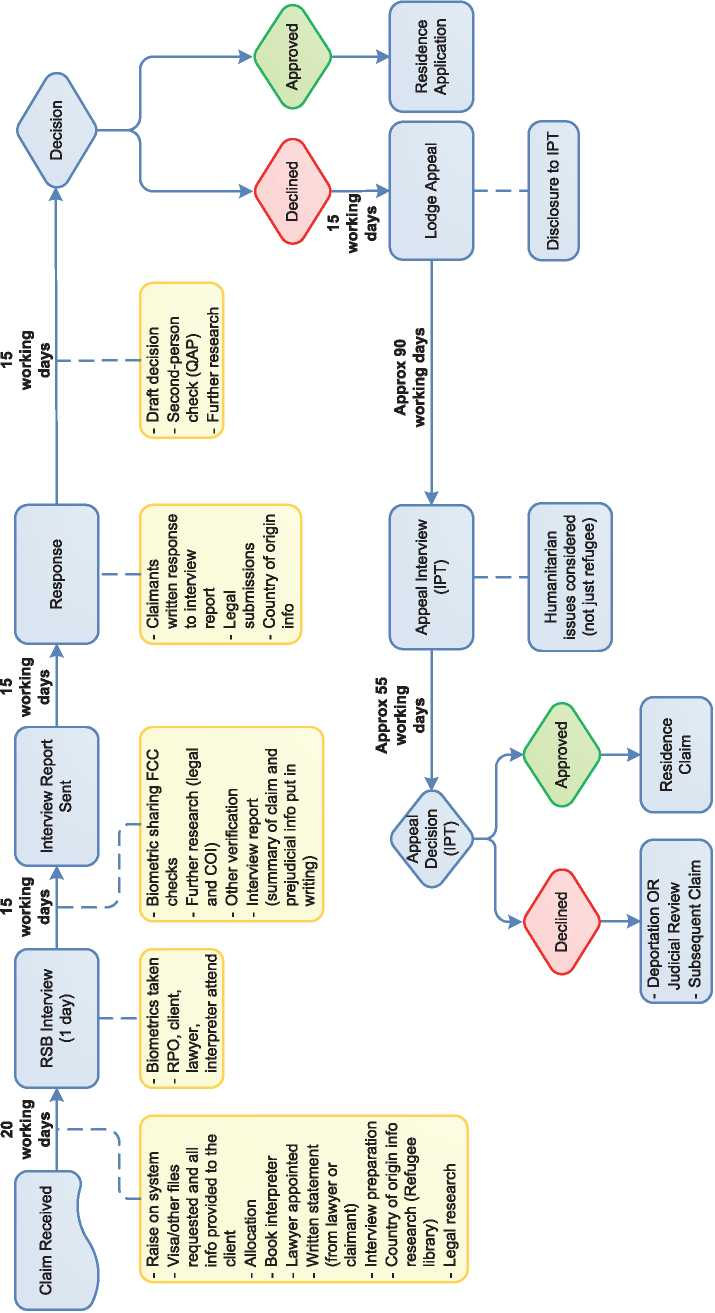 Claim Received
20
working
days
- Raise on system
- Visa/other files
requested and all
info provided to the
client
- Allocation
- Book interpreter
- Lawyer appointed
- Written statement
(from lawyer or
claimant)
- Interview preparation
- Country of origin info
research (Refugee
library)
- Legal research
RSB Interview
(1 day)
- Biometrics taken
- RPO, client,
lawyer,
interpreter attend
15
working
days
- Biometric sharing FCC
checks
- Further research (legal
and COI)
- Other verification
- Interview report
(summary of claim and
prejudicial info put in
writing)
Interview Report
Sent
15
working
days
Response
- Claimants
written response
to interview
report
- Legal
submissions
- Country of origin
info
15
working
days
- Draft decision
- Second-person
check (QAP)
- Further research
Decision
Approved
Residence
Application
Declined
15
working
days
Lodge Appeal
Disclosure to IPT
Approx 90
working days
Appeal Interview
(IPT)
Humanitarian
issues considered
(not just refugee)
Approx 55
working
days
Appeal
Decision
(IPT)
Approved
Residence
Claim
Declined
- Deportation OR
Judicial Review
- Subsequent Claim